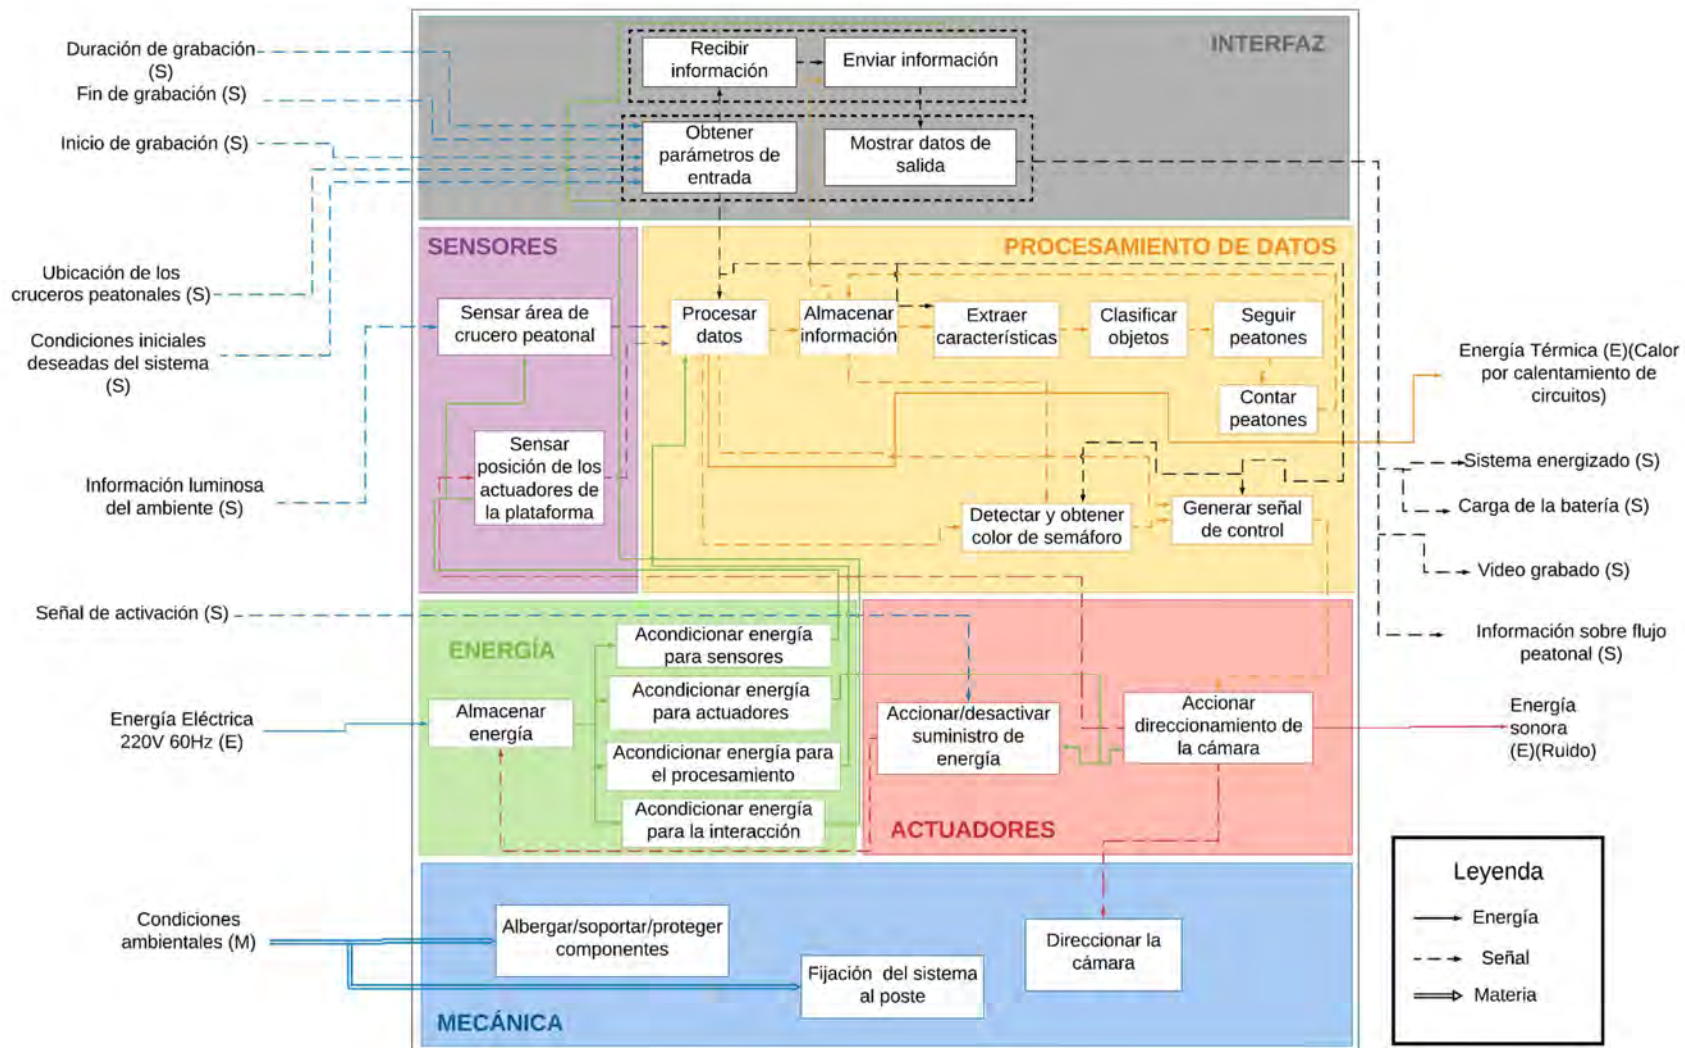 Duración de grabación
(S)
Fin de grabación (S)
Inicio de grabación (S)
Ubicación de los
cruceros peatonales (S)
Condiciones iniciales
deseadas del sistema
(S)
Información luminosa
del ambiente (S)
Señal de activación (S)
Energía Eléctrica
220V 60Hz (E)
Condiciones
ambientales (M)
INTERFAZ
Recibir
información
Enviar información
Obtener
parámetros de
entrada
Mostrar datos de
salida
SENSORES
Sensar área de
crucero peatonal
Sensar
posición de los
actuadores de
la plataforma
PROCESAMIENTO DE DATOS
Procesar
datos
Almacenar
información
Extraer
características
Clasificar
objetos
Seguir
peatones
Contar
peatones
Detectar y obtener
color de semáforo
Generar señal
de control
ENERGÍA
Almacenar
energía
Acondicionar energía
para sensores
Acondicionar energía
para actuadores
Acondicionar energía para
el procesamiento
Acondicionar energía
para la interacción
Accionar/desactivar
suministro de
energía
Accionar
direccionamiento de
la cámara
ACTUADORES
Albergar/soportar/proteger
componentes
Fijación del sistema
al poste
Direccionar la
cámara
MECÁNICA
Energía Térmica (E)(Calor
por calentamiento de
circuitos)
Sistema energizado (S)
Carga de la batería (S)
Video grabado (S)
Información sobre flujo
peatonal (S)
Energía
sonora
(E)(Ruido)
Leyenda
Energía
Señal
Materia